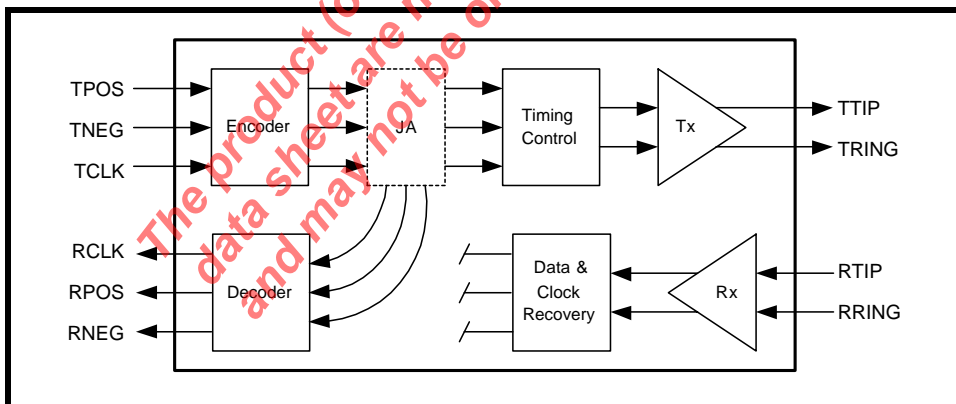 TPOS
TNEG
TCLK
Encoder
JA
Timing
Control
Tx
TTIP
TRING
RCLK
RPOS
RNEG
Decoder
Data &
Clock
Recovery
Rx
RTIP
RRING
The product (o
data sheet are n
and may not be o